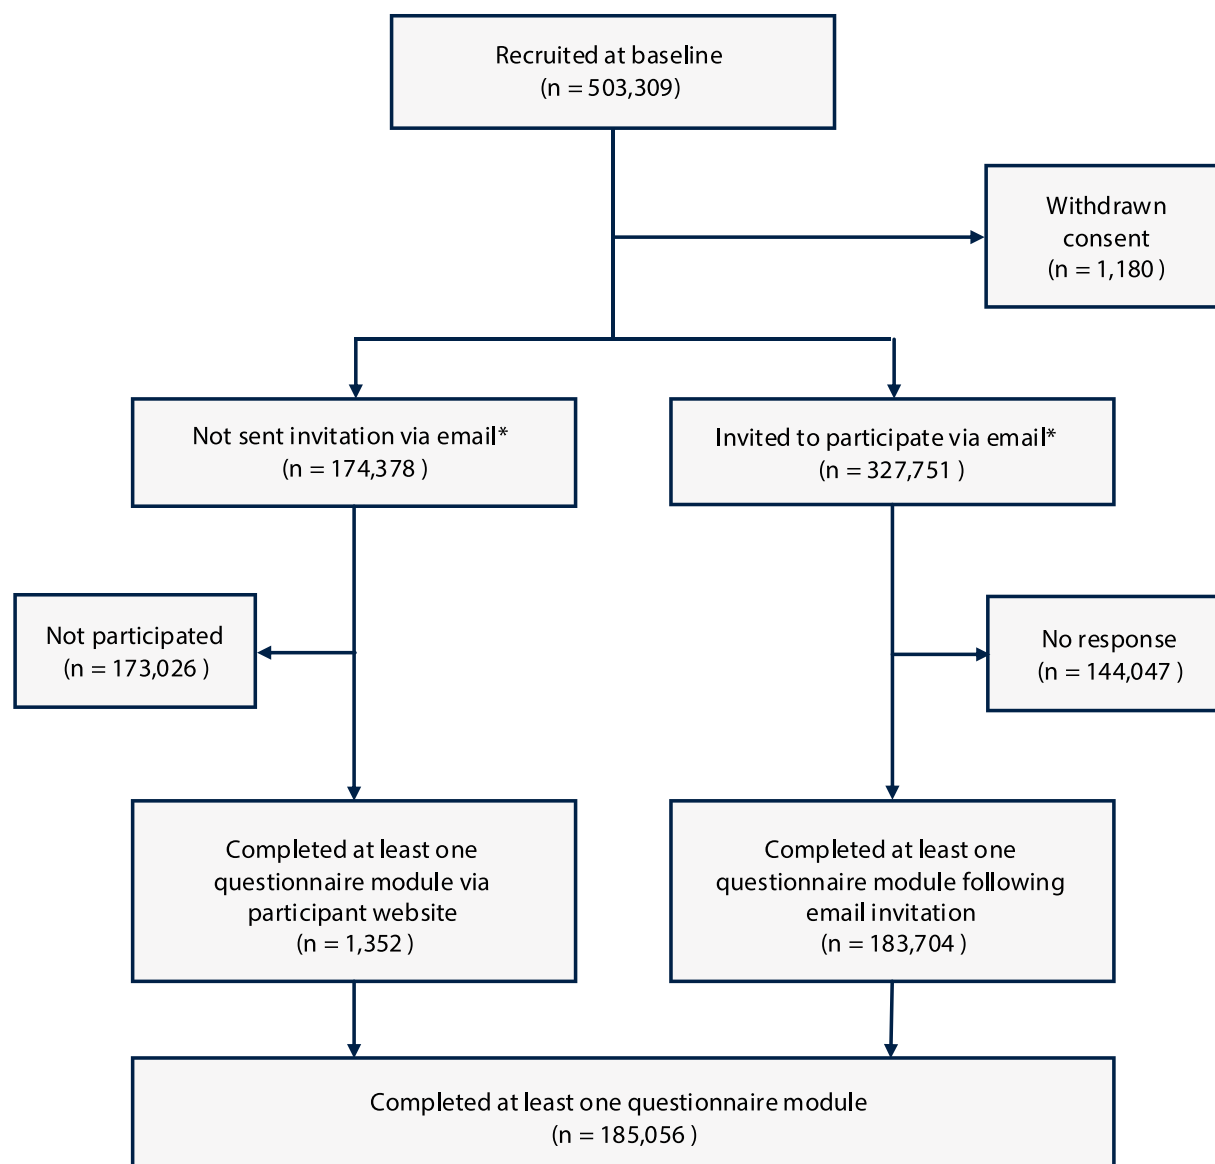 Recruited at baseline
(n = 503,309)
Withdrawn
consent
(n = 1,180 )
Not sent invitation via email*
(n = 174,378 )
Invited to participate via email*
(n = 327,751 )
Not participated
(n = 173,026 )
No response
(n = 144,047 )
Completed at least one
questionnaire module via
participant website
(n = 1,352 )
Completed at least one
questionnaire module following
email invitation
(n = 183,704 )
Completed at least one questionnaire module
(n = 185,056 )